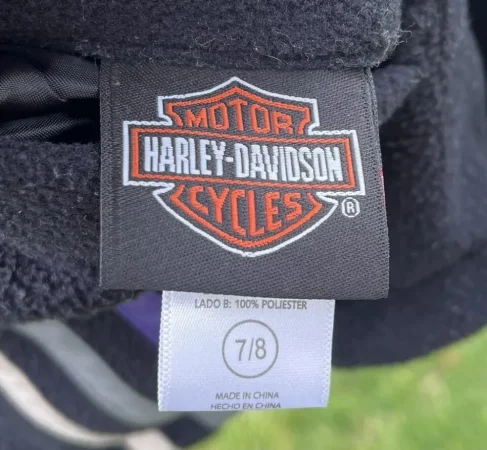 MOTOR
HARLEY-DAVIDSON
CYCLES
®
LADO B: 100% POLIESTER
7/8
MADE IN CHINA
HECHO EN CHINA